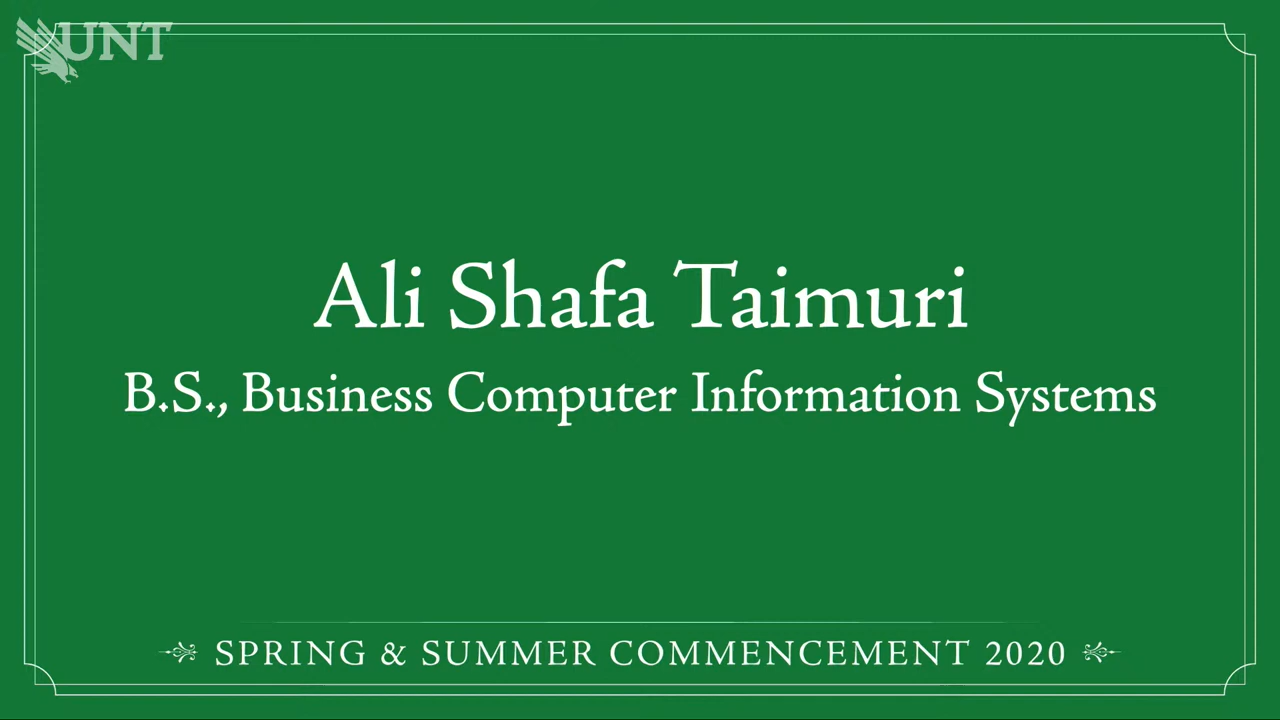 UNT
Ali Shafa Taimuri
B.S., Business Computer Information Systems
SPRING & SUMMER COMMENCEMENT 2020